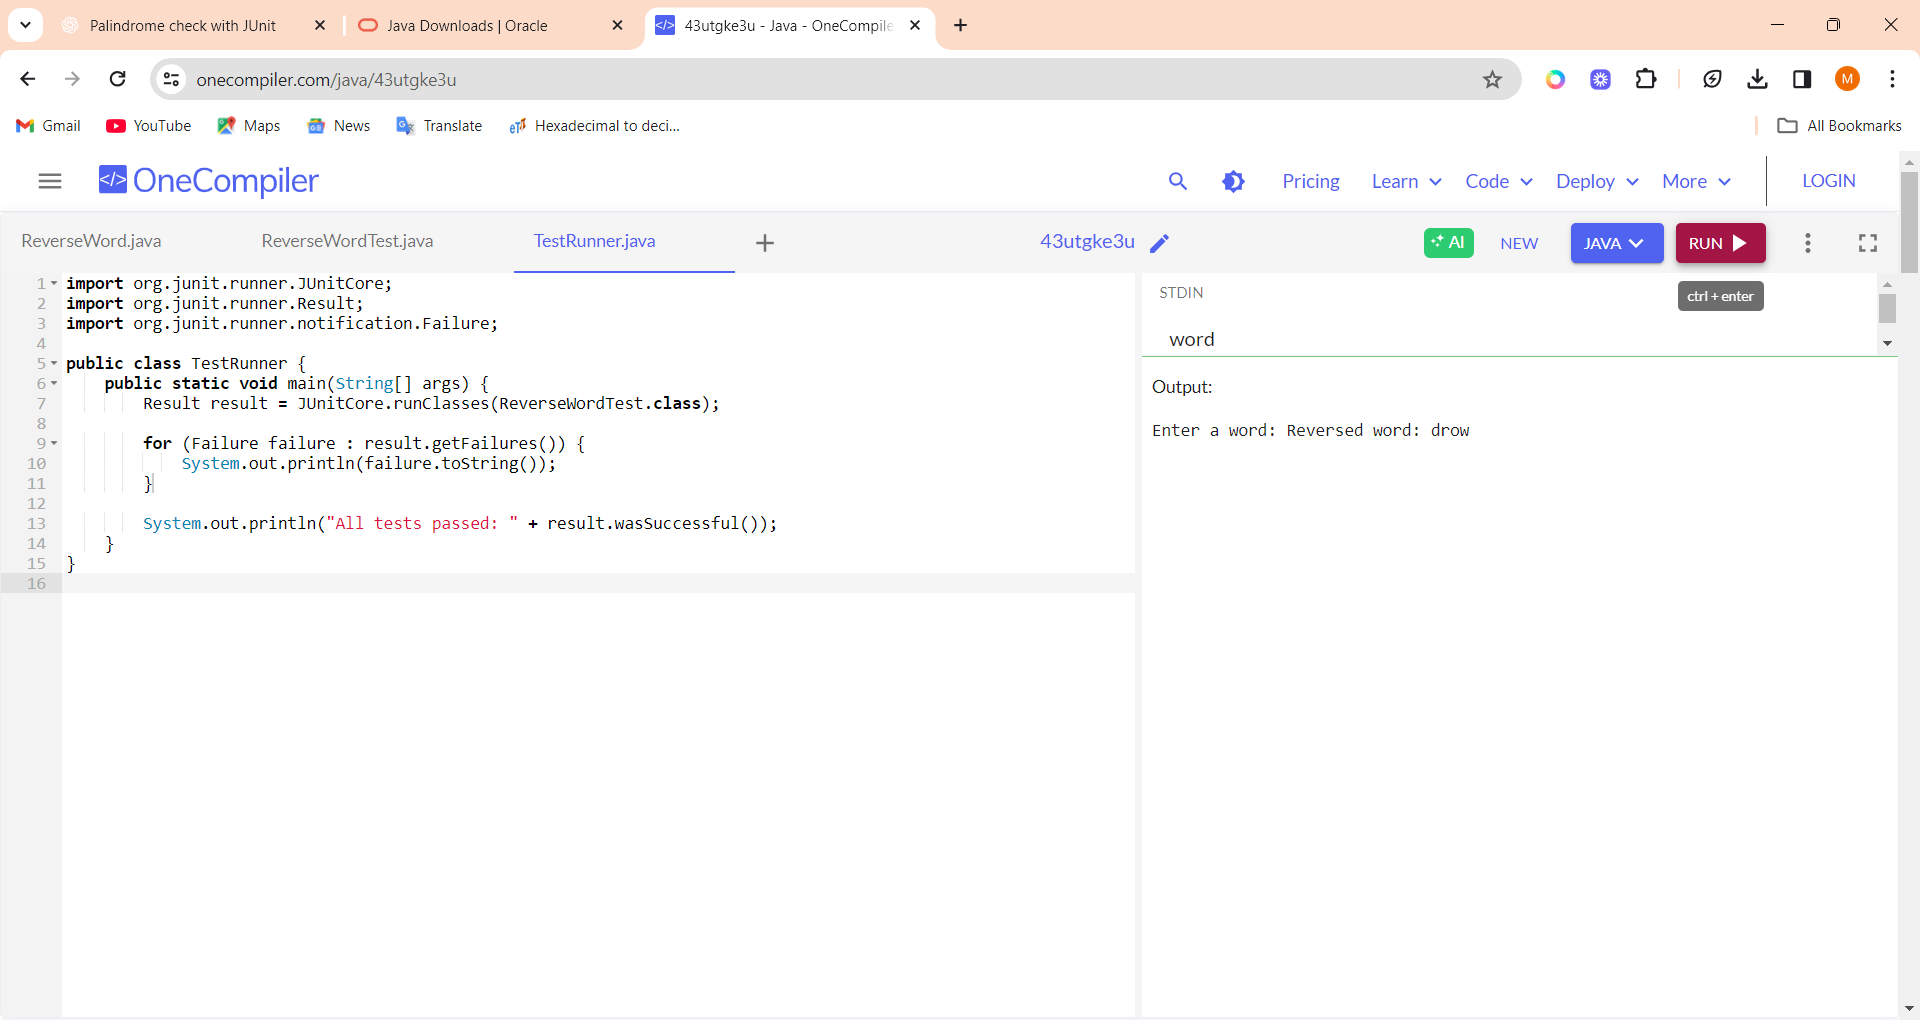 Palindrome check with JUnit
Java Downloads | Oracle
43utgke3u - Java - OneCompile
onecompiler.com/java/43utgke3u
M
Gmail
YouTube
Maps
News
Translate
Hexadecimal to deci...
All Bookmarks
</> OneCompiler
Pricing
Learn
Code
Deploy
More
LOGIN
ReverseWord.java
ReverseWordTest.java
TestRunner.java
43utgke3u
AI
NEW
JAVA
RUN
ctrl + enter
1 import org.junit.runner.JUnitCore;
2 import org.junit.runner.Result;
3 import org.junit.runner.notification.Failure;
4
5 public class TestRunner {
6     public static void main(String[] args) {
7         Result result = JUnitCore.runClasses(ReverseWordTest.class);
8
9         for (Failure failure : result.getFailures()) {
10             System.out.println(failure.toString());
11         }
12
13         System.out.println("All tests passed: " + result.wasSuccessful());
14     }
15 }
16
STDIN
word
Output:
Enter a word: Reversed word: drow